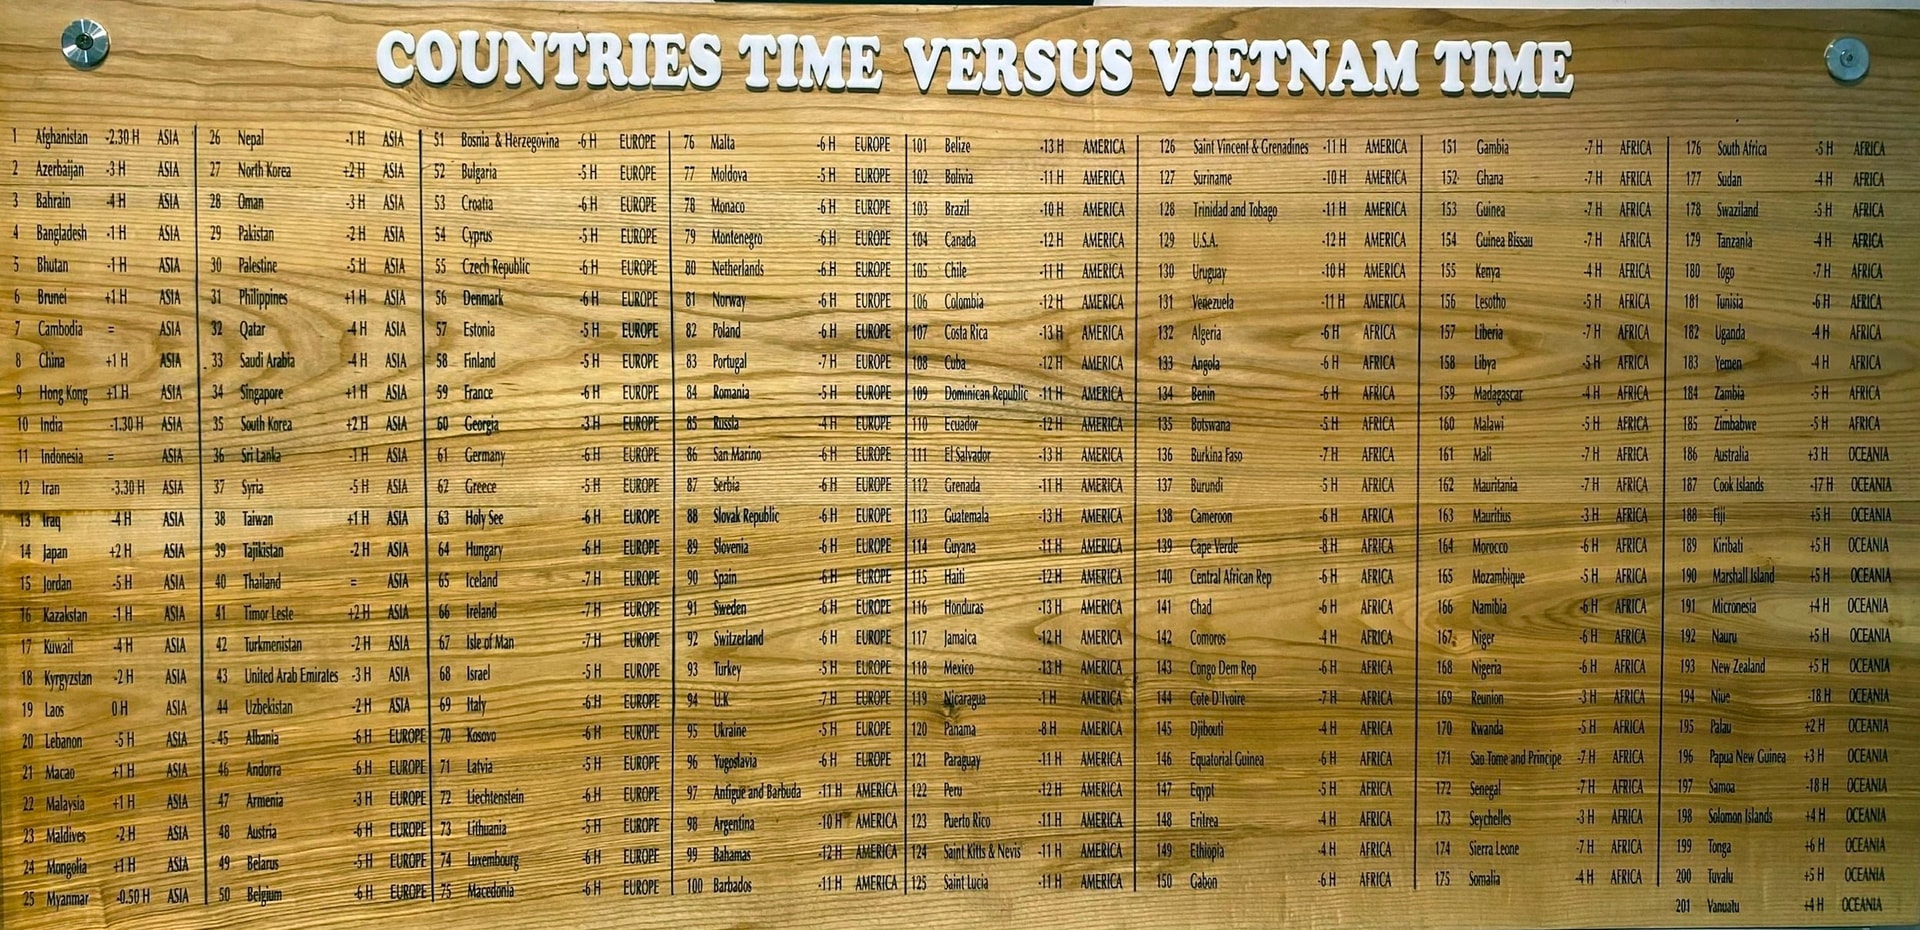 COUNTRIES TIME VERSUS VIETNAM TIME
1 Afghanistan -2.30 H ASIA
2 Azerbaijan -3 H ASIA
3 Bahrain -4 H ASIA
4 Bangladesh -1 H ASIA
5 Bhutan -1 H ASIA
6 Brunei +1 H ASIA
7 Cambodia = ASIA
8 China +1 H ASIA
9 Hong Kong +1 H ASIA
10 India -1.30 H ASIA
11 Indonesia = ASIA
12 Iran -3.30 H ASIA
13 Iraq -4 H ASIA
14 Japan +2 H ASIA
15 Jordan -5 H ASIA
16 Kazakstan -1 H ASIA
17 Kuwait -4 H ASIA
18 Kyrgyzstan -2 H ASIA
19 Laos 0 H ASIA
20 Lebanon -5 H ASIA
21 Macao +1 H ASIA
22 Malaysia +1 H ASIA
23 Maldives -2 H ASIA
24 Mongolia +1 H ASIA
25 Myanmar -0.50 H ASIA
26 Nepal -1 H ASIA
27 North Korea +2 H ASIA
28 Oman -3 H ASIA
29 Pakistan -2 H ASIA
30 Palestine -5 H ASIA
31 Philippines +1 H ASIA
32 Qatar -4 H ASIA
33 Saudi Arabia -4 H ASIA
34 Singapore +1 H ASIA
35 South Korea +2 H ASIA
36 Sri Lanka -1 H ASIA
37 Syria -5 H ASIA
38 Taiwan +1 H ASIA
39 Tajikistan -2 H ASIA
40 Thailand = ASIA
41 Timor Leste +2 H ASIA
42 Turkmenistan -2 H ASIA
43 United Arab Emirates -3 H ASIA
44 Uzbekistan -2 H ASIA
45 Albania -6 H EUROPE
46 Andorra -6 H EUROPE
47 Armenia -3 H EUROPE
48 Austria -6 H EUROPE
49 Belarus -5 H EUROPE
50 Belgium -6 H EUROPE
51 Bosnia & Herzegovina -6 H EUROPE
52 Bulgaria -5 H EUROPE
53 Croatia -6 H EUROPE
54 Cyprus -5 H EUROPE
55 Czech Republic -6 H EUROPE
56 Denmark -6 H EUROPE
57 Estonia -5 H EUROPE
58 Finland -5 H EUROPE
59 France -6 H EUROPE
60 Georgia -3 H EUROPE
61 Germany -6 H EUROPE
62 Greece -5 H EUROPE
63 Holy See -6 H EUROPE
64 Hungary -6 H EUROPE
65 Iceland -7 H EUROPE
66 Ireland -7 H EUROPE
67 Isle of Man -7 H EUROPE
68 Israel -5 H EUROPE
69 Italy -6 H EUROPE
70 Kosovo -6 H EUROPE
71 Latvia -5 H EUROPE
72 Liechtenstein -6 H EUROPE
73 Lithuania -5 H EUROPE
74 Luxembourg -6 H EUROPE
75 Macedonia -6 H EUROPE
76 Malta -6 H EUROPE
77 Moldova -5 H EUROPE
78 Monaco -6 H EUROPE
79 Montenegro -6 H EUROPE
80 Netherlands -6 H EUROPE
81 Norway -6 H EUROPE
82 Poland -6 H EUROPE
83 Portugal -7 H EUROPE
84 Romania -5 H EUROPE
85 Russia -4 H EUROPE
86 San Marino -6 H EUROPE
87 Serbia -6 H EUROPE
88 Slovak Republic -6 H EUROPE
89 Slovenia -6 H EUROPE
90 Spain -6 H EUROPE
91 Sweden -6 H EUROPE
92 Switzerland -6 H EUROPE
93 Turkey -5 H EUROPE
94 U.K -7 H EUROPE
95 Ukraine -5 H EUROPE
96 Yugoslavia -6 H EUROPE
97 Antigue and Barbuda -11 H AMERICA
98 Argentina -10 H AMERICA
99 Bahamas -12 H AMERICA
100 Barbados -11 H AMERICA
101 Belize -13 H AMERICA
102 Bolivia -11 H AMERICA
103 Brazil -10 H AMERICA
104 Canada -12 H AMERICA
105 Chile -11 H AMERICA
106 Colombia -12 H AMERICA
107 Costa Rica -13 H AMERICA
108 Cuba -12 H AMERICA
109 Dominican Republic -11 H AMERICA
110 Ecuador -12 H AMERICA
111 El Salvador -13 H AMERICA
112 Grenada -11 H AMERICA
113 Guatemala -13 H AMERICA
114 Guyana -11 H AMERICA
115 Haiti -12 H AMERICA
116 Honduras -13 H AMERICA
117 Jamaica -12 H AMERICA
118 Mexico -13 H AMERICA
119 Nicaragua -1 H AMERICA
120 Panama -8 H AMERICA
121 Paraguay -11 H AMERICA
122 Peru -12 H AMERICA
123 Puerto Rico -11 H AMERICA
124 Saint Kitts & Nevis -11 H AMERICA
125 Saint Lucia -11 H AMERICA
126 Saint Vincent & Grenadines -11 H AMERICA
127 Suriname -10 H AMERICA
128 Trinidad and Tobago -11 H AMERICA
129 U.S.A. -12 H AMERICA
130 Uruguay -10 H AMERICA
131 Venezuela -11 H AMERICA
132 Algeria -6 H AFRICA
133 Angola -6 H AFRICA
134 Benin -6 H AFRICA
135 Botswana -5 H AFRICA
136 Burkina Faso -7 H AFRICA
137 Burundi -5 H AFRICA
138 Cameroon -6 H AFRICA
139 Cape Verde -8 H AFRICA
140 Central African Rep -6 H AFRICA
141 Chad -6 H AFRICA
142 Comoros -4 H AFRICA
143 Congo Dem Rep -6 H AFRICA
144 Cote D'Ivoire -7 H AFRICA
145 Djibouti -4 H AFRICA
146 Equatorial Guinea -6 H AFRICA
147 Eqypt -5 H AFRICA
148 Eritrea -4 H AFRICA
149 Ethiopia -4 H AFRICA
150 Gabon -6 H AFRICA
151 Gambia -7 H AFRICA
152 Ghana -7 H AFRICA
153 Guinea -7 H AFRICA
154 Guinea Bissau -7 H AFRICA
155 Kenya -4 H AFRICA
156 Lesotho -5 H AFRICA
157 Liberia -7 H AFRICA
158 Libya -5 H AFRICA
159 Madagascar -4 H AFRICA
160 Malawi -5 H AFRICA
161 Mali -7 H AFRICA
162 Mauritania -7 H AFRICA
163 Mauritius -3 H AFRICA
164 Morocco -6 H AFRICA
165 Mozambique -5 H AFRICA
166 Namibia -6 H AFRICA
167 Niger -6 H AFRICA
168 Nigeria -6 H AFRICA
169 Reunion -3 H AFRICA
170 Rwanda -5 H AFRICA
171 Sao Tome and Principe -7 H AFRICA
172 Senegal -7 H AFRICA
173 Seychelles -3 H AFRICA
174 Sierra Leone -7 H AFRICA
175 Somalia -4 H AFRICA
176 South Africa -5 H AFRICA
177 Sudan -4 H AFRICA
178 Swaziland -5 H AFRICA
179 Tanzania -4 H AFRICA
180 Togo -7 H AFRICA
181 Tunisia -6 H AFRICA
182 Uganda -4 H AFRICA
183 Yemen -4 H AFRICA
184 Zambia -5 H AFRICA
185 Zimbabwe -5 H AFRICA
186 Australia +3 H OCEANIA
187 Cook Islands -17 H OCEANIA
188 Fiji +5 H OCEANIA
189 Kiribati +5 H OCEANIA
190 Marshall Island +5 H OCEANIA
191 Micronesia +4 H OCEANIA
192 Nauru +5 H OCEANIA
193 New Zealand +5 H OCEANIA
194 Niue -18 H OCEANIA
195 Palau +2 H OCEANIA
196 Papua New Guinea +3 H OCEANIA
197 Samoa -18 H OCEANIA
198 Solomon Islands +4 H OCEANIA
199 Tonga +6 H OCEANIA
200 Tuvalu +5 H OCEANIA
201 Vanuatu +4 H OCEANIA